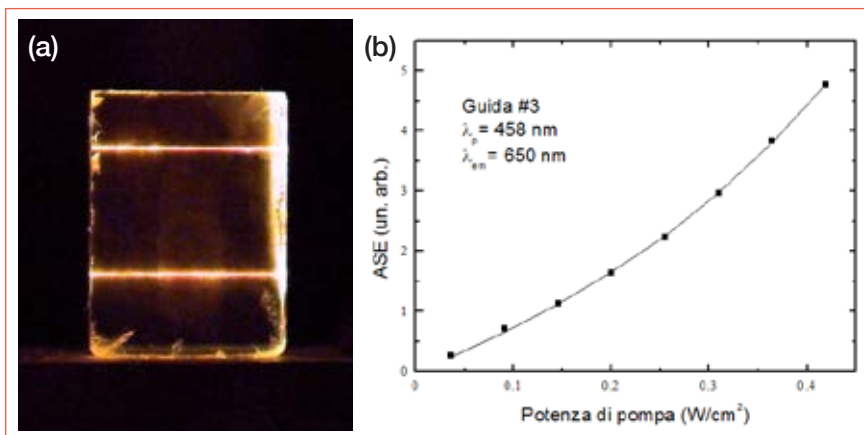 (a)
(b)
Guida #3
λp = 458 nm
λem = 650 nm
ASE (un. arb.)
5
4
3
2
1
0
0
0.1
0.2
0.3
0.4
Potenza di pompa (W/cm²)